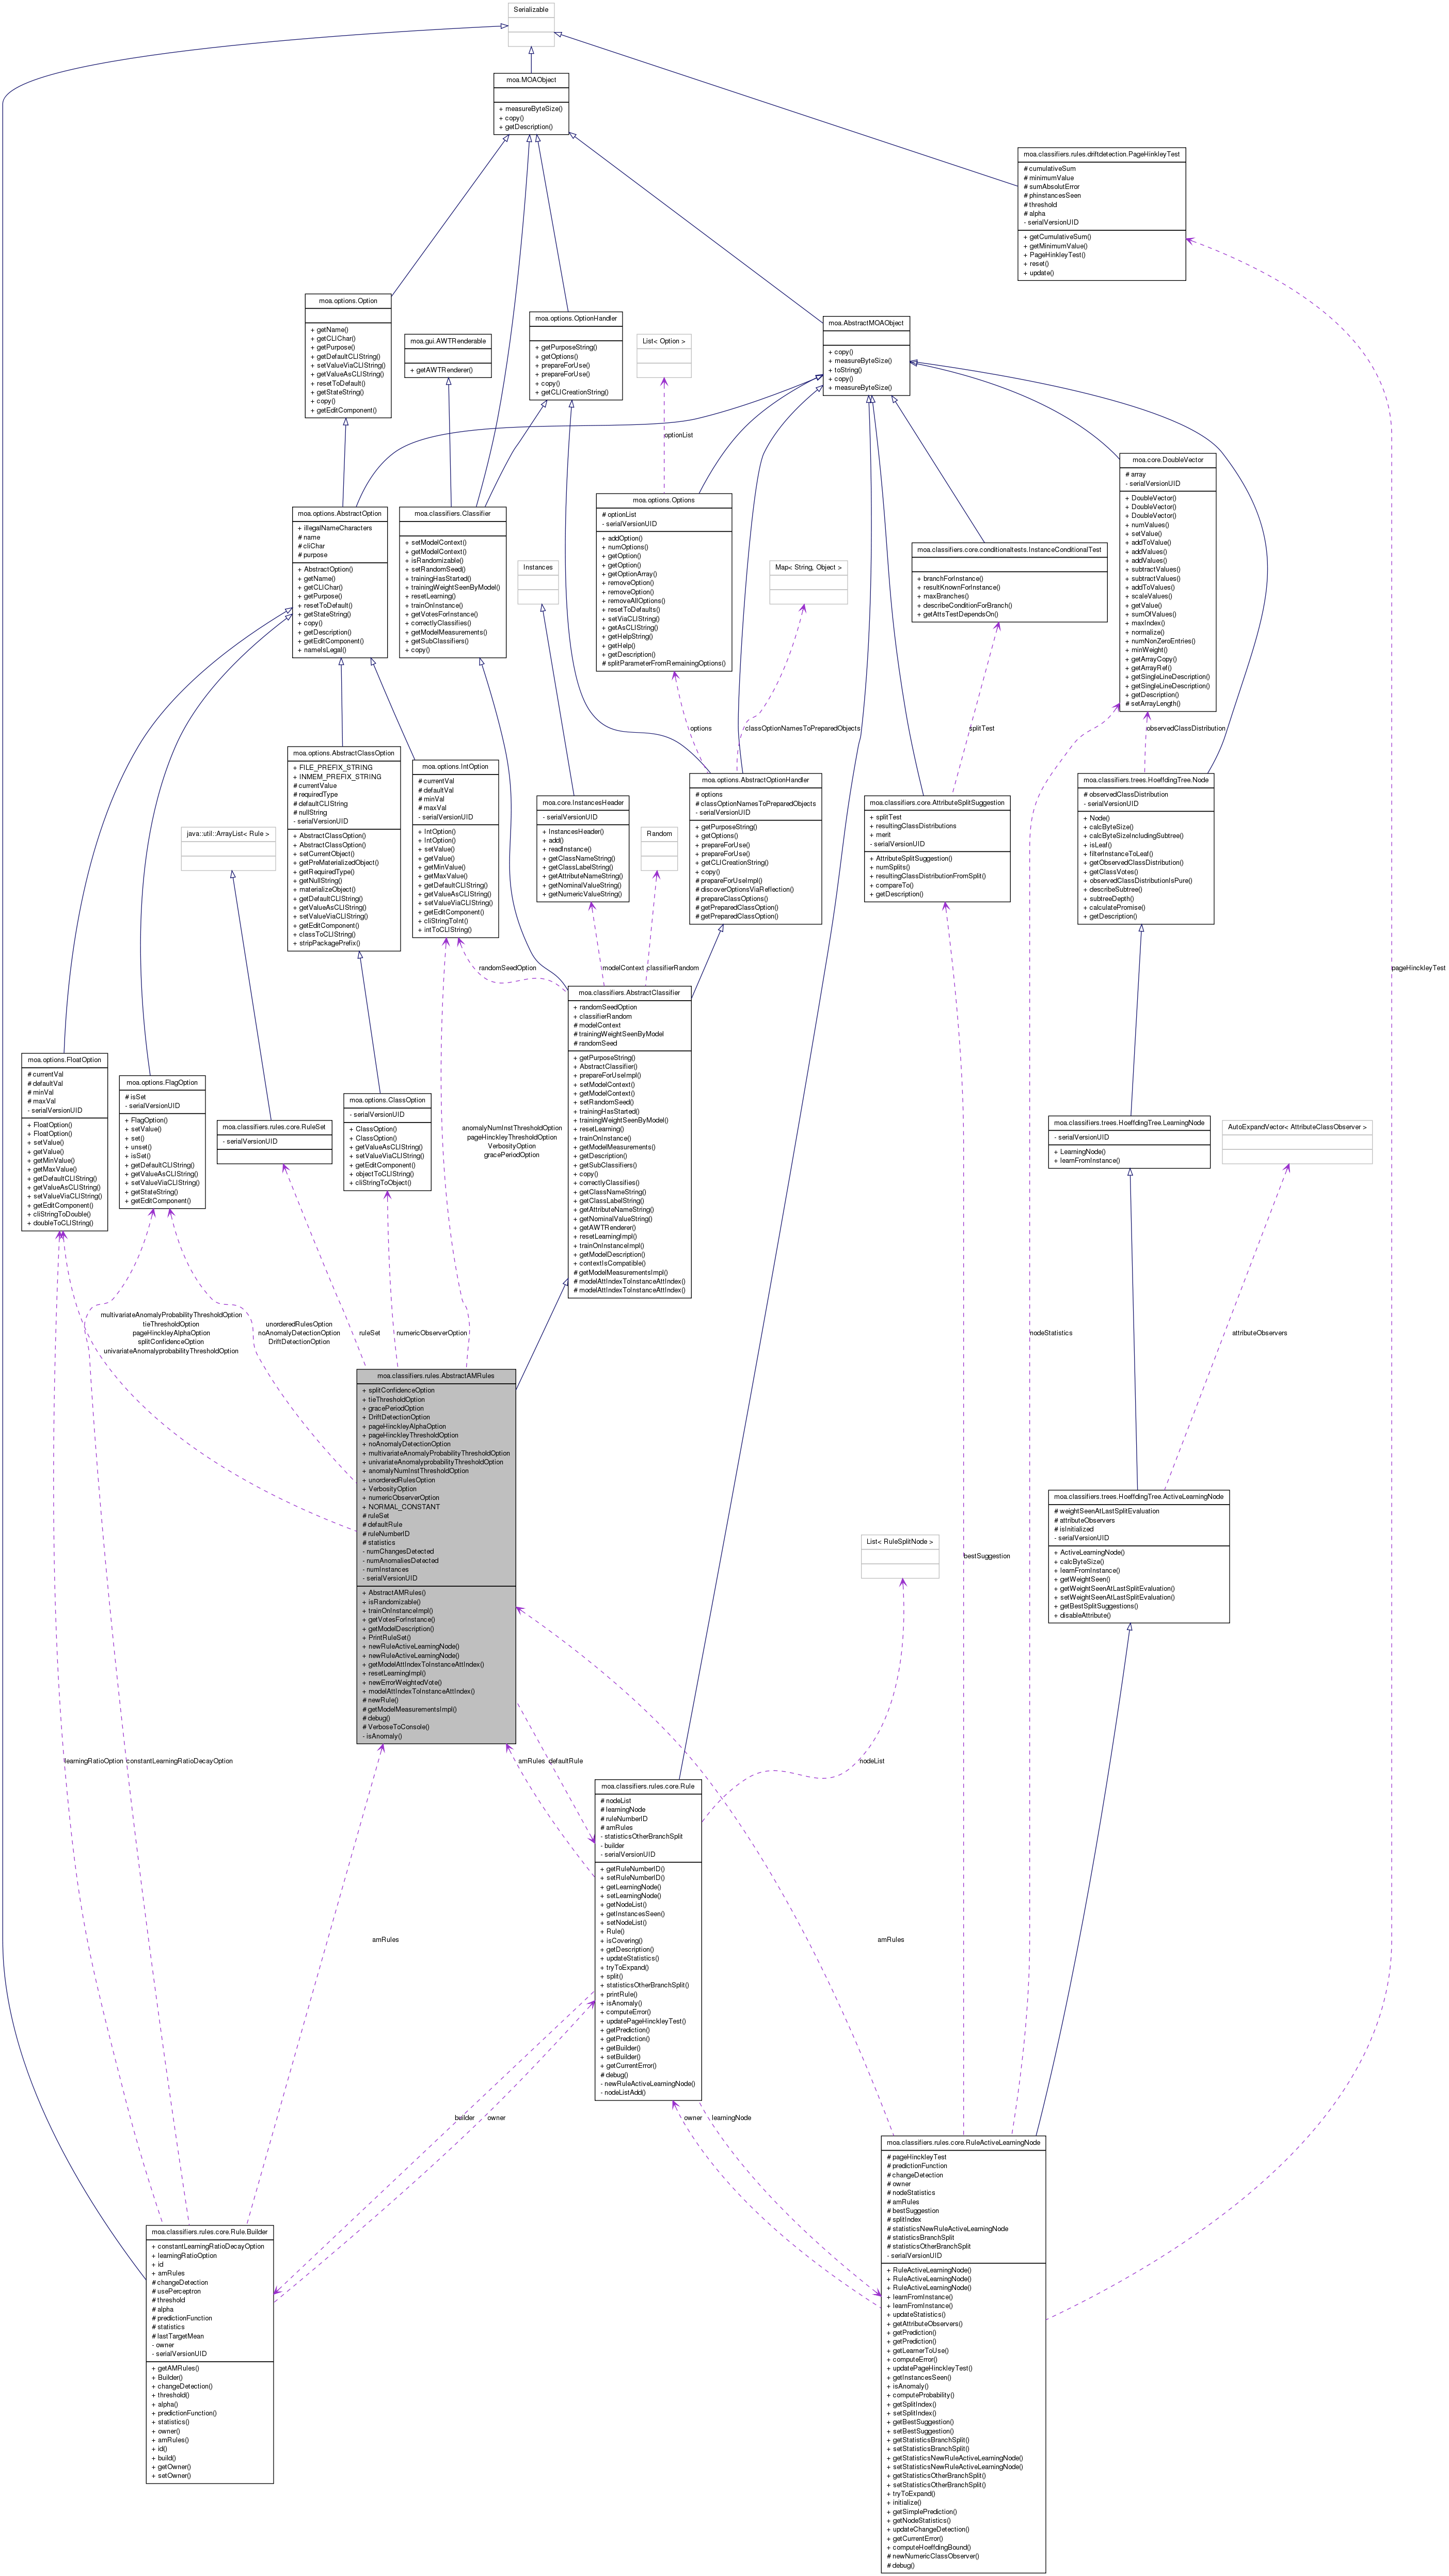 Serializable
moa.MOAObject
+ measureByteSize()
+ copy()
+ getDescription()
moa.classifiers.rules.driftdetection.PageHinkleyTest
# cumulativeSum
# minimumValue
# sumAbsolutError
# phinstancesSeen
# threshold
# alpha
- serialVersionUID
+ getCumulativeSum()
+ getMinimumValue()
+ PageHinkleyTest()
+ reset()
+ update()
moa.options.Option
+ getName()
+ getCLIChar()
+ getPurpose()
+ getDefaultCLIString()
+ setValueViaCLIString()
+ getValueAsCLIString()
+ resetToDefault()
+ getStateString()
+ copy()
+ getEditComponent()
moa.gui.AWTRenderable
+ getAWTRenderer()
moa.options.OptionHandler
+ getPurposeString()
+ getOptions()
+ prepareForUse()
+ prepareForUse()
+ copy()
+ getCLICreationString()
List< Option >
moa.AbstractMOAObject
+ copy()
+ measureByteSize()
+ toString()
+ copy()
+ measureByteSize()
optionList
moa.core.DoubleVector
# array
- serialVersionUID
+ DoubleVector()
+ DoubleVector()
+ DoubleVector()
+ numValues()
+ setValue()
+ addToValue()
+ addValues()
+ addValues()
+ subtractValues()
+ subtractValues()
+ addToValues()
+ scaleValues()
+ getValue()
+ sumOfValues()
+ maxIndex()
+ normalize()
+ numNonZeroEntries()
+ minWeight()
+ getArrayCopy()
+ getArrayRef()
+ getSingleLineDescription()
+ getSingleLineDescription()
+ getDescription()
# setArrayLength()
moa.options.AbstractOption
+ illegalNameCharacters
# name
# cliChar
# purpose
+ AbstractOption()
+ getName()
+ getCLIChar()
+ getPurpose()
+ resetToDefault()
+ getStateString()
+ copy()
+ getDescription()
+ getEditComponent()
+ nameIsLegal()
moa.classifiers.Classifier
+ setModelContext()
+ getModelContext()
+ isRandomizable()
+ setRandomSeed()
+ trainingHasStarted()
+ trainingWeightSeenByModel()
+ resetLearning()
+ trainOnInstance()
+ getVotesForInstance()
+ correctlyClassifies()
+ getModelMeasurements()
+ getSubClassifiers()
+ copy()
Instances
moa.options.Options
# optionList
- serialVersionUID
+ addOption()
+ numOptions()
+ getOption()
+ getOption()
+ getOptionArray()
+ removeOption()
+ removeOption()
+ removeAllOptions()
+ resetToDefaults()
+ setViaCLIString()
+ getAsCLIString()
+ getHelpString()
+ getHelp()
+ getDescription()
# splitParameterFromRemainingOptions()
Map< String, Object >
moa.classifiers.core.conditionaltests.InstanceConditionalTest
+ branchForInstance()
+ resultKnownForInstance()
+ maxBranches()
+ describeConditionForBranch()
+ getAttsTestDependsOn()
options
classOptionNamesToPreparedObjects
splitTest
observedClassDistribution
moa.options.AbstractClassOption
+ FILE_PREFIX_STRING
+ INMEM_PREFIX_STRING
# currentValue
# requiredType
# defaultCLIString
# nullString
- serialVersionUID
+ AbstractClassOption()
+ AbstractClassOption()
+ setCurrentObject()
+ getPreMaterializedObject()
+ getRequiredType()
+ getNullString()
+ materializeObject()
+ getDefaultCLIString()
+ getValueAsCLIString()
+ setValueViaCLIString()
+ getEditComponent()
+ classToCLIString()
+ stripPackagePrefix()
moa.options.IntOption
# currentVal
# defaultVal
# minVal
# maxVal
- serialVersionUID
+ IntOption()
+ IntOption()
+ setValue()
+ getValue()
+ getMinValue()
+ getMaxValue()
+ getDefaultCLIString()
+ getValueAsCLIString()
+ setValueViaCLIString()
+ getEditComponent()
+ cliStringToInt()
+ intToCLIString()
java::util::ArrayList< Rule >
moa.core.InstancesHeader
- serialVersionUID
+ InstancesHeader()
+ add()
+ readInstance()
+ getClassNameString()
+ getClassLabelString()
+ getAttributeNameString()
+ getNominalValueString()
+ getNumericValueString()
Random
moa.options.AbstractOptionHandler
# options
# classOptionNamesToPreparedObjects
- serialVersionUID
+ getPurposeString()
+ getOptions()
+ prepareForUse()
+ prepareForUse()
+ getCLICreationString()
+ copy()
# prepareForUseImpl()
# discoverOptionsViaReflection()
# prepareClassOptions()
# getPreparedClassOption()
# getPreparedClassOption()
moa.classifiers.core.AttributeSplitSuggestion
+ splitTest
+ resultingClassDistributions
+ merit
- serialVersionUID
+ AttributeSplitSuggestion()
+ numSplits()
+ resultingClassDistributionFromSplit()
+ compareTo()
+ getDescription()
moa.classifiers.trees.HoeffdingTree.Node
# observedClassDistribution
- serialVersionUID
+ Node()
+ calcByteSize()
+ calcByteSizeIncludingSubtree()
+ isLeaf()
+ filterInstanceToLeaf()
+ getObservedClassDistribution()
+ getClassVotes()
+ observedClassDistributionIsPure()
+ describeSubtree()
+ subtreeDepth()
+ calculatePromise()
+ getDescription()
randomSeedOption
modelContext
classifierRandom
pageHinckleyTest
moa.classifiers.AbstractClassifier
+ randomSeedOption
+ classifierRandom
# modelContext
# trainingWeightSeenByModel
# randomSeed
+ getPurposeString()
+ AbstractClassifier()
+ prepareForUseImpl()
+ setModelContext()
+ getModelContext()
+ setRandomSeed()
+ trainingHasStarted()
+ trainingWeightSeenByModel()
+ resetLearning()
+ trainOnInstance()
+ getModelMeasurements()
+ getDescription()
+ getSubClassifiers()
+ copy()
+ correctlyClassifies()
+ getClassNameString()
+ getClassLabelString()
+ getAttributeNameString()
+ getNominalValueString()
+ getAWTRenderer()
+ resetLearningImpl()
+ trainOnInstanceImpl()
+ getModelDescription()
+ contextIsCompatible()
# getModelMeasurementsImpl()
# modelAttIndexToInstanceAttIndex()
# modelAttIndexToInstanceAttIndex()
moa.options.FloatOption
# currentVal
# defaultVal
# minVal
# maxVal
- serialVersionUID
+ FloatOption()
+ FloatOption()
+ setValue()
+ getValue()
+ getMinValue()
+ getMaxValue()
+ getDefaultCLIString()
+ getValueAsCLIString()
+ setValueViaCLIString()
+ getEditComponent()
+ cliStringToDouble()
+ doubleToCLIString()
moa.options.FlagOption
# isSet
- serialVersionUID
+ FlagOption()
+ setValue()
+ set()
+ unset()
+ isSet()
+ getDefaultCLIString()
+ getValueAsCLIString()
+ setValueViaCLIString()
+ getStateString()
+ getEditComponent()
moa.classifiers.rules.core.RuleSet
- serialVersionUID
moa.options.ClassOption
- serialVersionUID
+ ClassOption()
+ ClassOption()
+ getValueAsCLIString()
+ setValueViaCLIString()
+ getEditComponent()
+ objectToCLIString()
+ cliStringToObject()
anomalyNumInstThresholdOption
pageHinckleyThresholdOption
VerbosityOption
gracePeriodOption
moa.classifiers.trees.HoeffdingTree.LearningNode
- serialVersionUID
+ LearningNode()
+ learnFromInstance()
AutoExpandVector< AttributeClassObserver >
multivariateAnomalyProbabilityThresholdOption
tieThresholdOption
pageHinckleyAlphaOption
splitConfidenceOption
univariateAnomalyprobabilityThresholdOption
unorderedRulesOption
noAnomalyDetectionOption
DriftDetectionOption
ruleSet
numericObserverOption
nodeStatistics
attributeObservers
moa.classifiers.rules.AbstractAMRules
+ splitConfidenceOption
+ tieThresholdOption
+ gracePeriodOption
+ DriftDetectionOption
+ pageHinckleyAlphaOption
+ pageHinckleyThresholdOption
+ noAnomalyDetectionOption
+ multivariateAnomalyProbabilityThresholdOption
+ univariateAnomalyprobabilityThresholdOption
+ anomalyNumInstThresholdOption
+ unorderedRulesOption
+ VerbosityOption
+ numericObserverOption
+ NORMAL_CONSTANT
# ruleSet
# defaultRule
# ruleNumberID
# statistics
- numChangesDetected
- numAnomaliesDetected
- numInstances
- serialVersionUID
+ AbstractAMRules()
+ isRandomizable()
+ trainOnInstanceImpl()
+ getVotesForInstance()
+ getModelDescription()
+ PrintRuleSet()
+ newRuleActiveLearningNode()
+ newRuleActiveLearningNode()
+ getModelAttIndexToInstanceAttIndex()
+ resetLearningImpl()
+ newErrorWeightedVote()
+ modelAttIndexToInstanceAttIndex()
# newRule()
# getModelMeasurementsImpl()
# debug()
# VerboseToConsole()
- isAnomaly()
moa.classifiers.trees.HoeffdingTree.ActiveLearningNode
# weightSeenAtLastSplitEvaluation
# attributeObservers
# isInitialized
- serialVersionUID
+ ActiveLearningNode()
+ calcByteSize()
+ learnFromInstance()
+ getWeightSeen()
+ getWeightSeenAtLastSplitEvaluation()
+ setWeightSeenAtLastSplitEvaluation()
+ getBestSplitSuggestions()
+ disableAttribute()
List< RuleSplitNode >
bestSuggestion
learningRatioOption
constantLearningRatioDecayOption
amRules
defaultRule
nodeList
moa.classifiers.rules.core.Rule
# nodeList
# learningNode
# ruleNumberID
# amRules
- statisticsOtherBranchSplit
- builder
- serialVersionUID
+ getRuleNumberID()
+ setRuleNumberID()
+ getLearningNode()
+ setLearningNode()
+ getNodeList()
+ getInstancesSeen()
+ setNodeList()
+ Rule()
+ isCovering()
+ getDescription()
+ updateStatistics()
+ tryToExpand()
+ split()
+ statisticsOtherBranchSplit()
+ printRule()
+ isAnomaly()
+ computeError()
+ updatePageHinckleyTest()
+ getPrediction()
+ getPrediction()
+ getBuilder()
+ setBuilder()
+ getCurrentError()
# debug()
- newRuleActiveLearningNode()
- nodeListAdd()
amRules
amRules
builder
owner
owner
learningNode
moa.classifiers.rules.core.RuleActiveLearningNode
# pageHinckleyTest
# predictionFunction
# changeDetection
# owner
# nodeStatistics
# amRules
# bestSuggestion
# splitIndex
# statisticsNewRuleActiveLearningNode
# statisticsBranchSplit
# statisticsOtherBranchSplit
- serialVersionUID
+ RuleActiveLearningNode()
+ RuleActiveLearningNode()
+ RuleActiveLearningNode()
+ learnFromInstance()
+ learnFromInstance()
+ updateStatistics()
+ getAttributeObservers()
+ getPrediction()
+ getPrediction()
+ getLearnerToUse()
+ computeError()
+ updatePageHinckleyTest()
+ getInstancesSeen()
+ isAnomaly()
+ computeProbability()
+ getSplitIndex()
+ setSplitIndex()
+ getBestSuggestion()
+ setBestSuggestion()
+ getStatisticsBranchSplit()
+ setStatisticsBranchSplit()
+ getStatisticsNewRuleActiveLearningNode()
+ setStatisticsNewRuleActiveLearningNode()
+ getStatisticsOtherBranchSplit()
+ setStatisticsOtherBranchSplit()
+ tryToExpand()
+ initialize()
+ getSimplePrediction()
+ getNodeStatistics()
+ updateChangeDetection()
+ getCurrentError()
+ computeHoeffdingBound()
# newNumericClassObserver()
# debug()
moa.classifiers.rules.core.Rule.Builder
+ constantLearningRatioDecayOption
+ learningRatioOption
+ id
+ amRules
# changeDetection
# usePerceptron
# threshold
# alpha
# predictionFunction
# statistics
# lastTargetMean
- owner
- serialVersionUID
+ getAMRules()
+ Builder()
+ changeDetection()
+ threshold()
+ alpha()
+ predictionFunction()
+ statistics()
+ owner()
+ amRules()
+ id()
+ build()
+ getOwner()
+ setOwner()